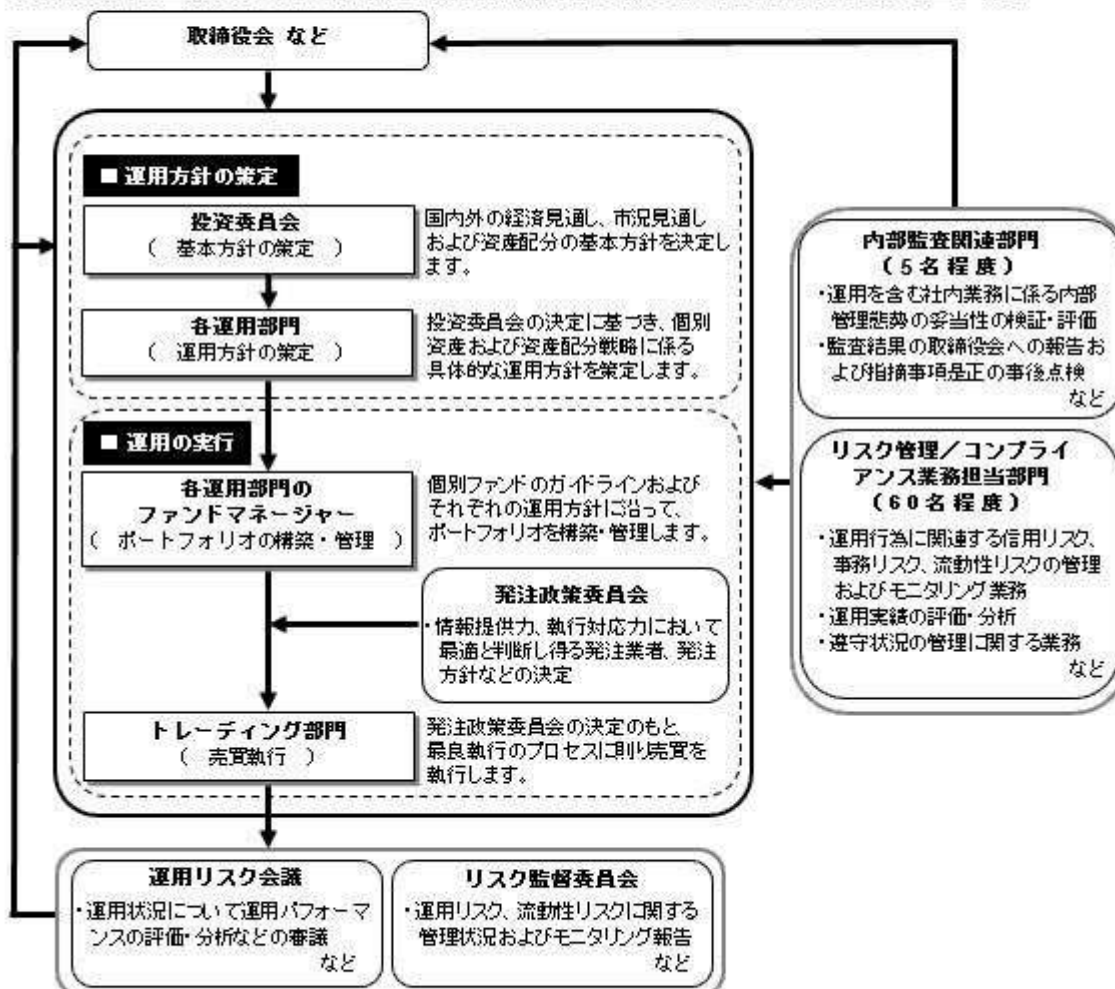 取締役会 など
■ 運用方針の策定
投資委員会
( 基本方針の策定 )
国内外の経済見通し、市況見通し
および資産配分の基本方針を決定し
ます。
各運用部門
( 運用方針の策定 )
投資委員会の決定に基づき、個別
資産および資産配分戦略に係る
具体的な運用方針を策定します。
■ 運用の実行
各運用部門の
ファンドマネージャー
( ポートフォリオの構築・管理 )
個別ファンドのガイドラインおよび
それぞれの運用方針に沿って、
ポートフォリオを構築・管理します。
発注政策委員会
・情報提供力、執行対応力において
最適と判断し得る発注業者、発注
方針などの決定
トレーディング部門
( 売買執行 )
発注政策委員会の決定のもと、
最良執行のプロセスに則り売買を
執行します。
内部監査関連部門
(5名程度)
・運用を含む社内業務に係る内部
管理態勢の妥当性の検証・評価
・監査結果の取締役会への報告お
よび指摘事項是正の事後点検
など
リスク管理/コンプライ
アンス業務担当部門
(60名程度)
・運用行為に関連する信用リスク、
事務リスク、流動性リスクの管理
およびモニタリング業務
・運用実績の評価・分析
・遵守状況の管理に関する業務
など
運用リスク会議
・運用状況について運用パフォーマ
ンスの評価・分析などの審議
など
リスク監督委員会
・運用リスク、流動性リスクに関する
管理状況およびモニタリング報告
など